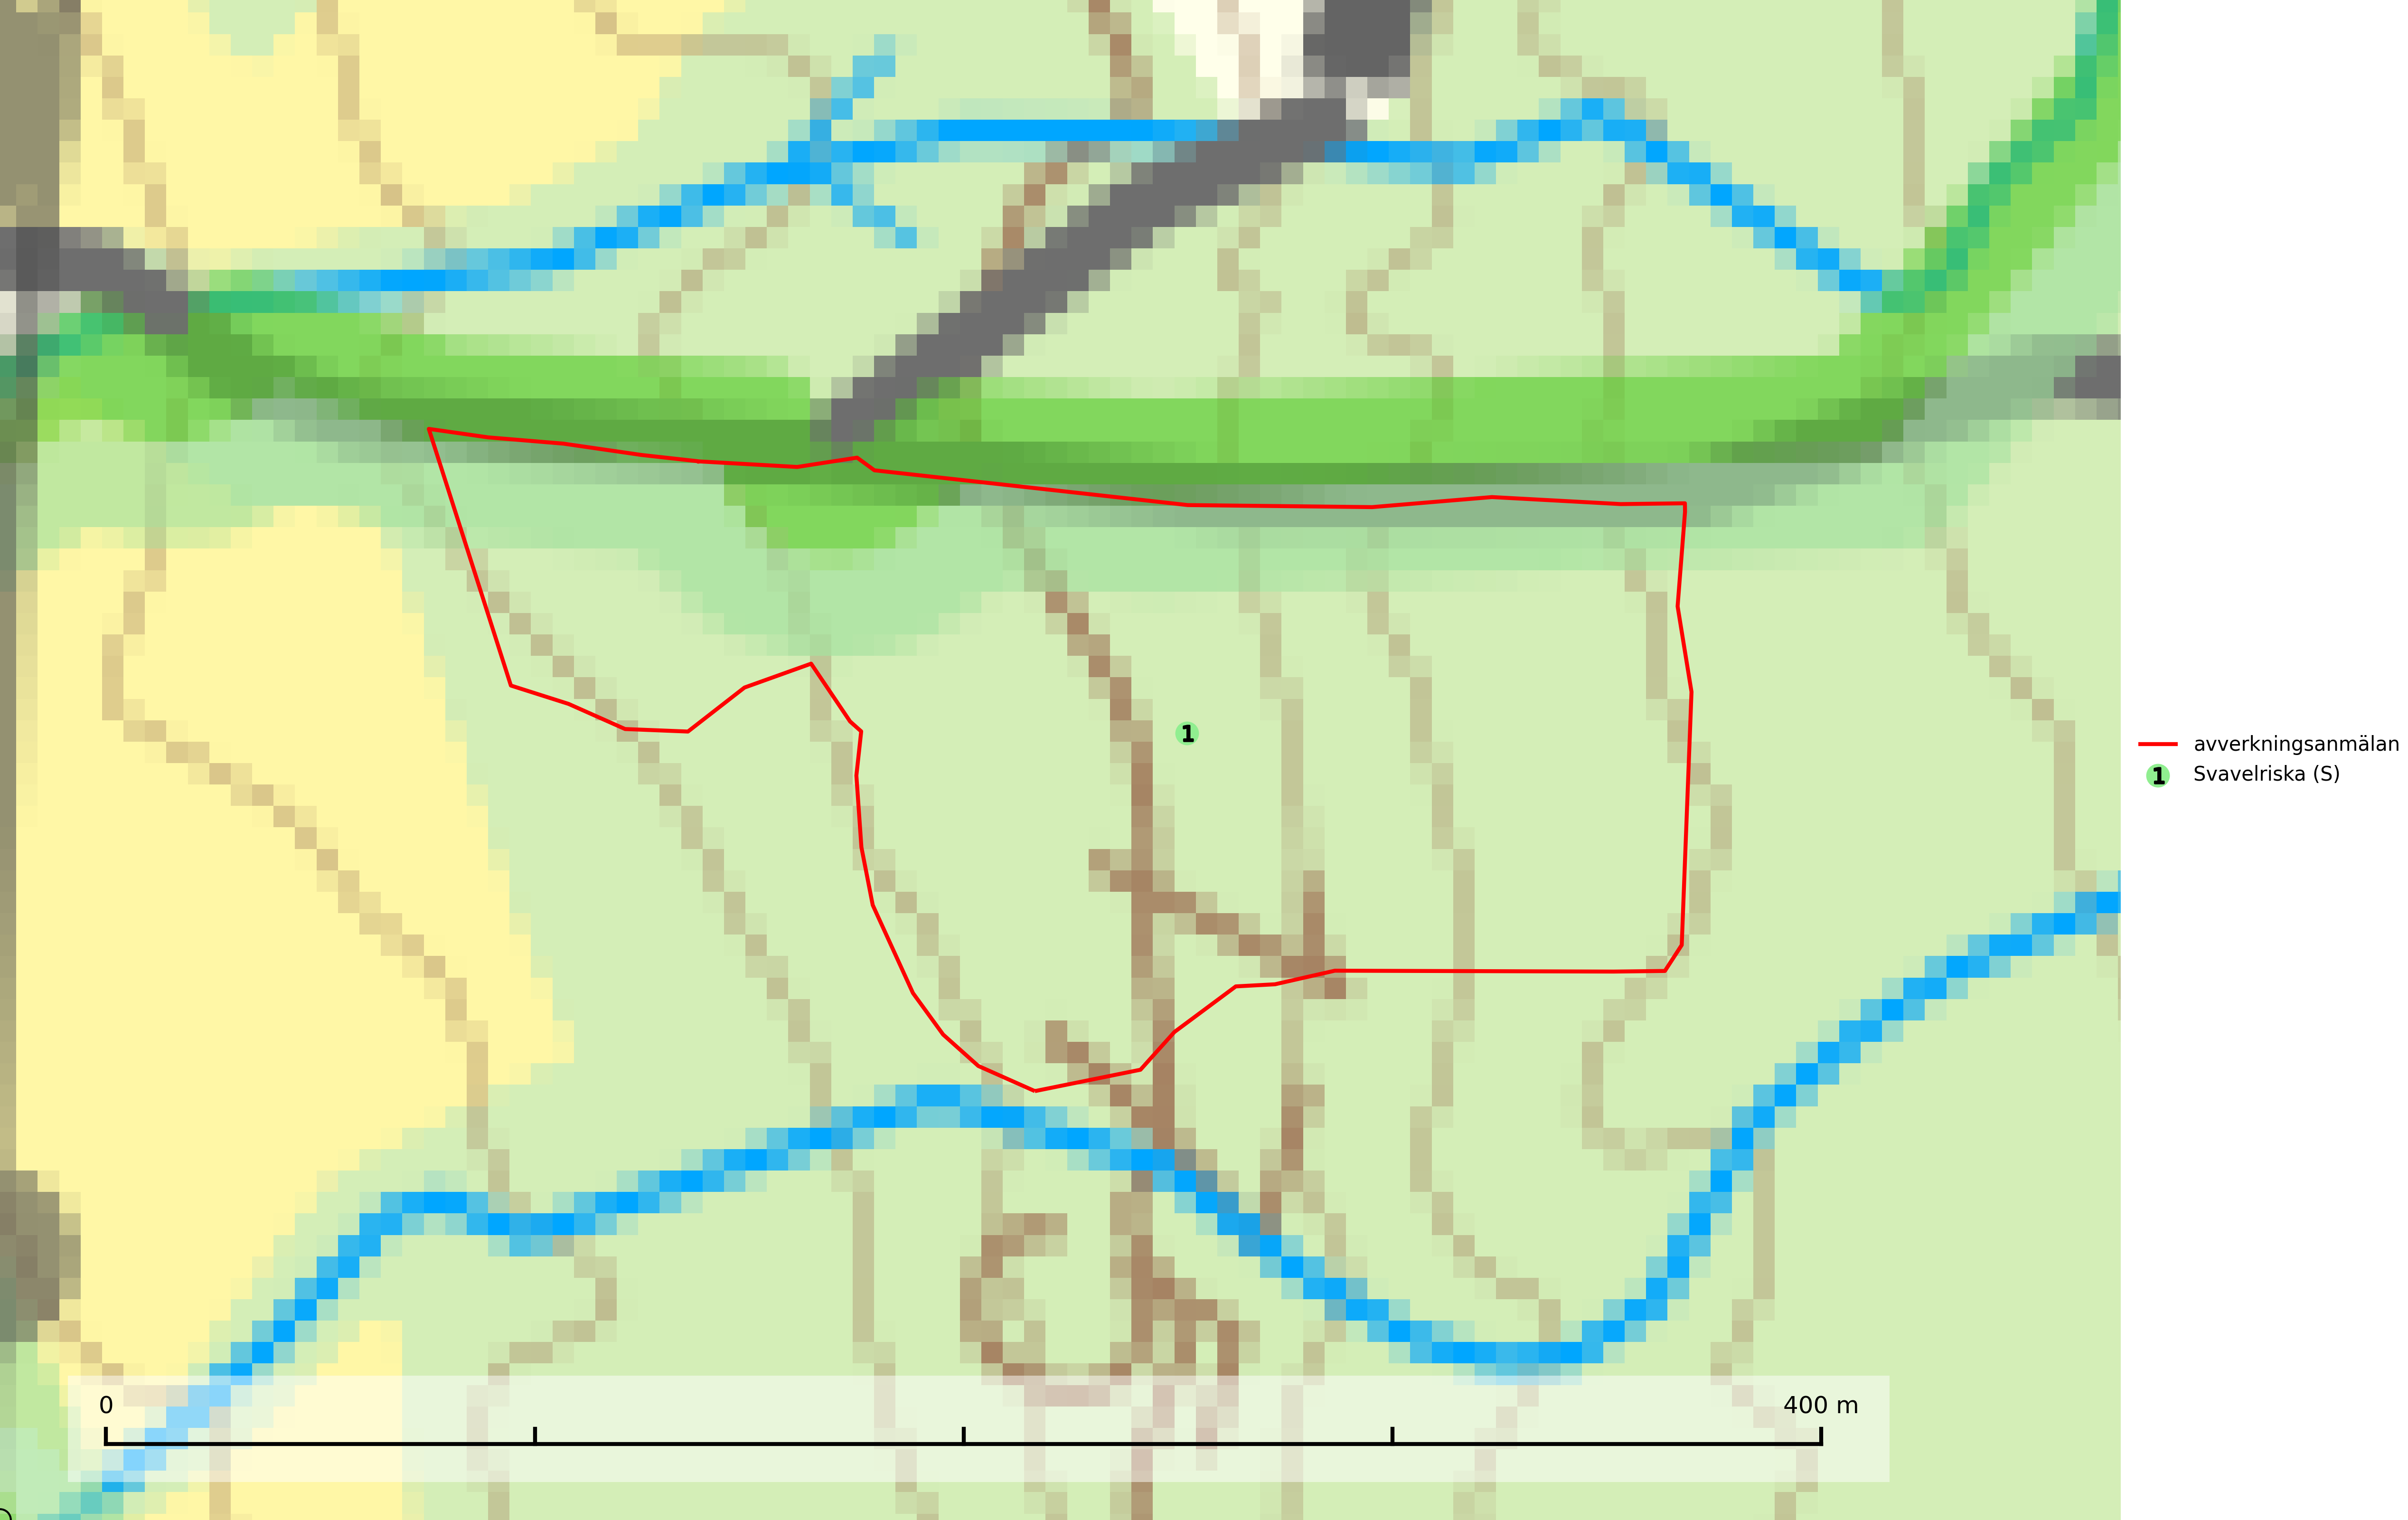 1
avverkningsanmälan
1 Svavelriska (S)
0 400 m